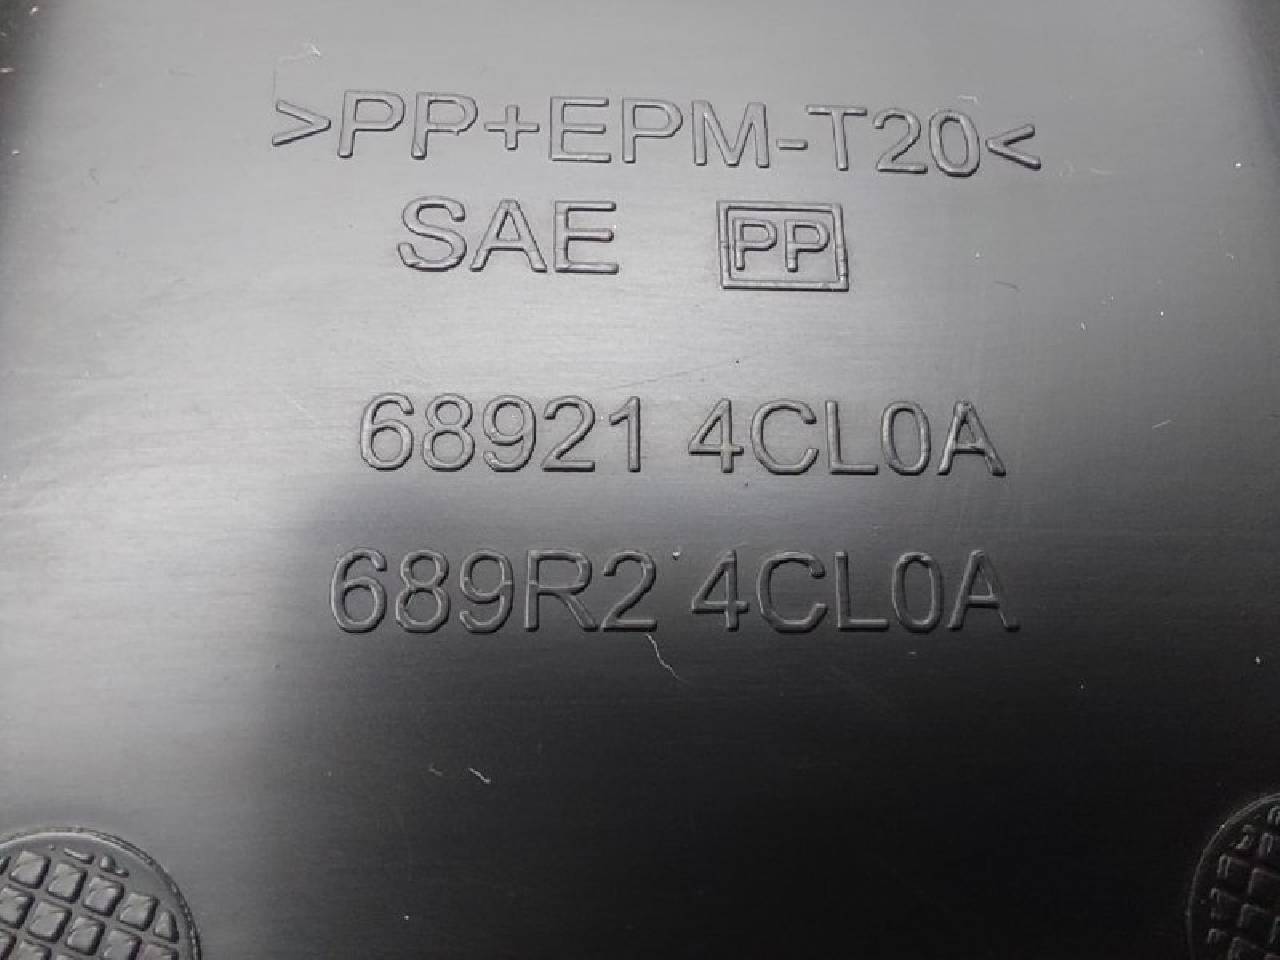 >PP+EPM-T20<
SAE PP
68921 4CL0A
689R2 4CL0A